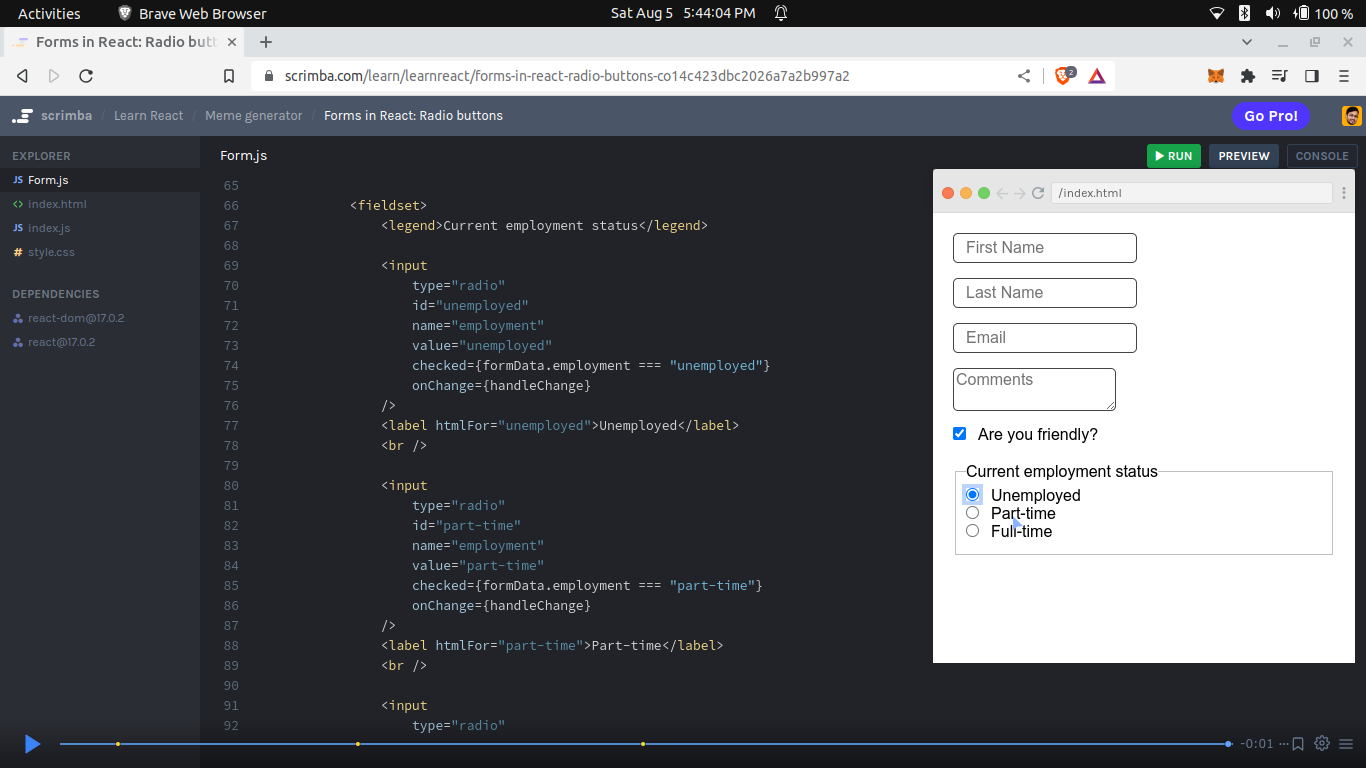 Activities
Brave Web Browser
Sat Aug 5 5:44:04 PM
100 %
Forms in React: Radio butt
scrimba.com/learn/learnreact/forms-in-react-radio-buttons-co14c423dbc2026a7a2b997a2
2
scrimba / Learn React / Meme generator / Forms in React: Radio buttons
Go Pro!
EXPLORER
JS Form.js
<> index.html
JS index.js
# style.css
DEPENDENCIES
react-dom@17.0.2
react@17.0.2
Form.js
RUN
PREVIEW
CONSOLE
65
66 <fieldset>
67 <legend>Current employment status</legend>
68
69 <input
70 type="radio"
71 id="unemployed"
72 name="employment"
73 value="unemployed"
74 checked={formData.employment === "unemployed"}
75 onChange={handleChange}
76 />
77 <label htmlFor="unemployed">Unemployed</label>
78 <br />
79
80 <input
81 type="radio"
82 id="part-time"
83 name="employment"
84 value="part-time"
85 checked={formData.employment === "part-time"}
86 onChange={handleChange}
87 />
88 <label htmlFor="part-time">Part-time</label>
89 <br />
90
91 <input
92 type="radio"
/index.html
First Name
Last Name
Email
Comments
Are you friendly?
Current employment status
Unemployed
Part-time
Full-time
-0:01